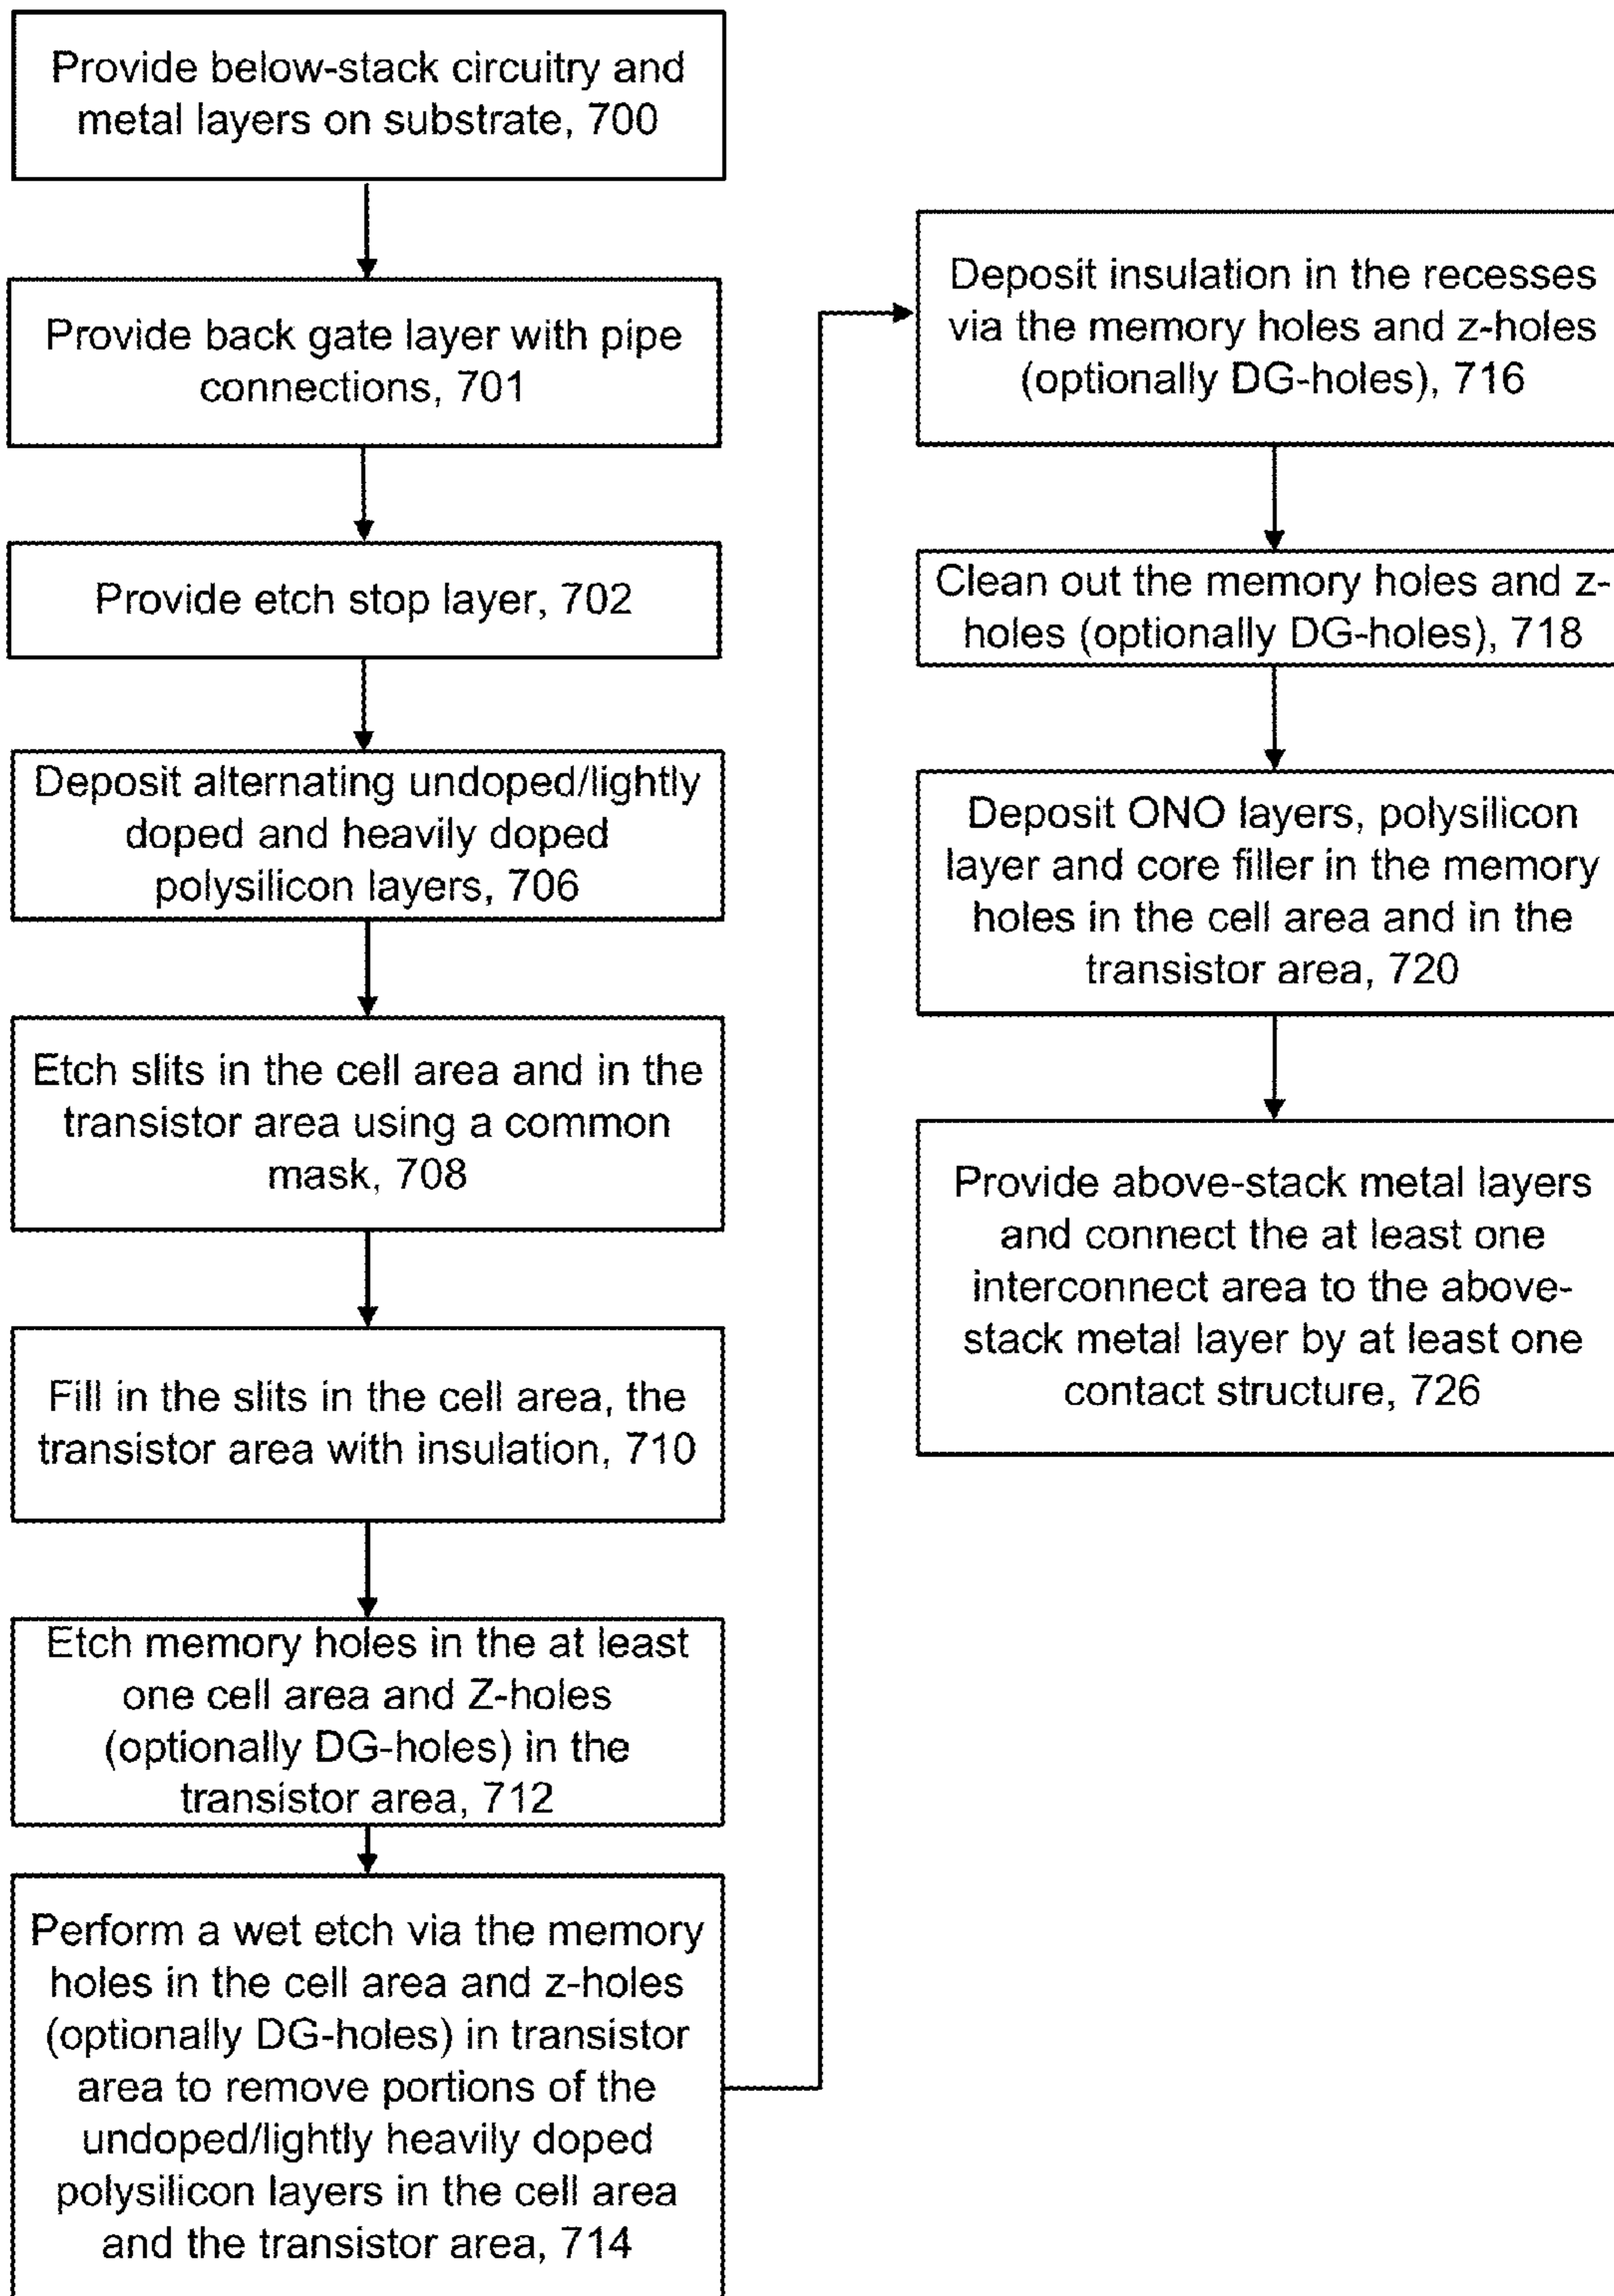 Provide below-stack circuitry and
metal layers on substrate, 700
Provide back gate layer with pipe
connections, 701
Provide etch stop layer, 702
Deposit alternating undoped/lightly
doped and heavily doped
polysilicon layers, 706
Etch slits in the cell area and in the
transistor area using a common
mask, 708
Fill in the slits in the cell area, the
transistor area with insulation, 710
Etch memory holes in the at least
one cell area and Z-holes
(optionally DG-holes) in the
transistor area, 712
Perform a wet etch via the memory
holes in the cell area and z-holes
(optionally DG-holes) in transistor
area to remove portions of the
undoped/lightly heavily doped
polysilicon layers in the cell area
and the transistor area, 714
Deposit insulation in the recesses
via the memory holes and z-holes
(optionally DG-holes), 716
Clean out the memory holes and z-
holes (optionally DG-holes), 718
Deposit ONO layers, polysilicon
layer and core filler in the memory
holes in the cell area and in the
transistor area, 720
Provide above-stack metal layers
and connect the at least one
interconnect area to the above-
stack metal layer by at least one
contact structure, 726